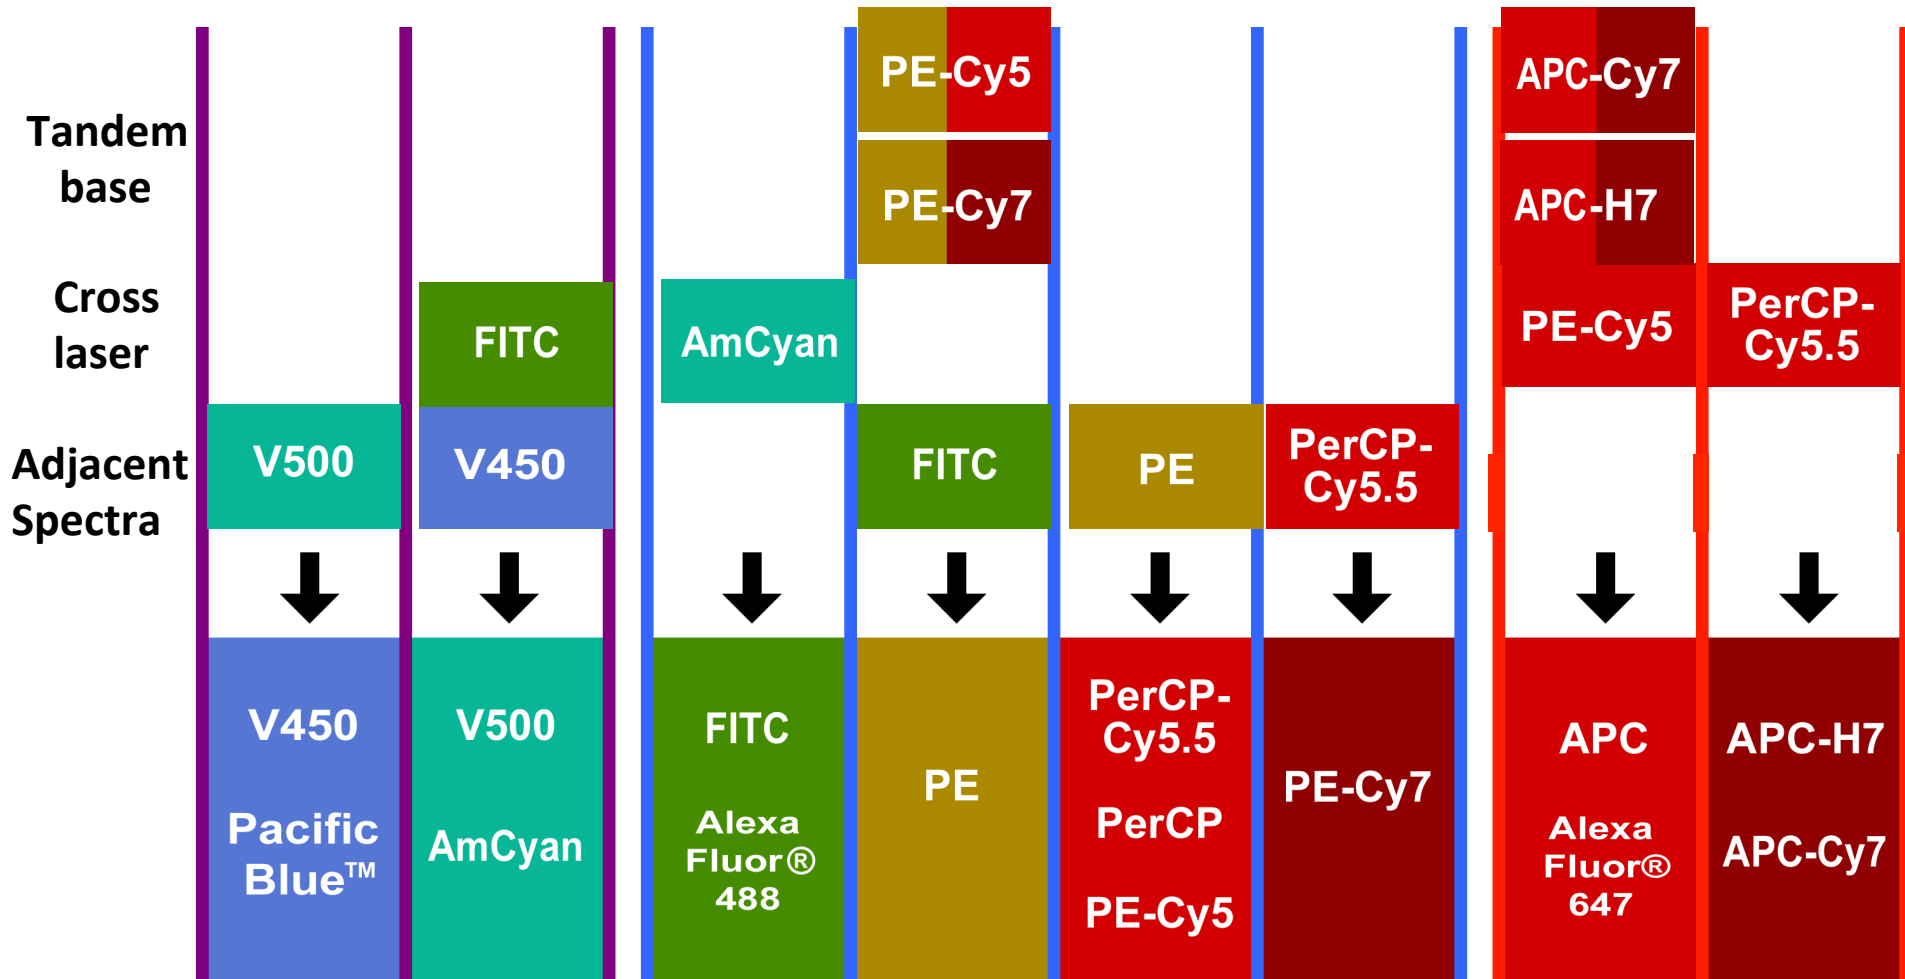 PE-Cy5
APC-Cy7
Tandem
base
PE-Cy7
APC-H7
Cross
laser
FITC
AmCyan
PE-Cy5
PerCP-
Cy5.5
Adjacent
Spectra
V500
V450
FITC
PE
PerCP-
Cy5.5
V450
Pacific
Blue™
V500
AmCyan
FITC
Alexa
Fluor®
488
PE
PerCP-
Cy5.5
PerCP
PE-Cy5
PE-Cy7
APC
Alexa
Fluor®
647
APC-H7
APC-Cy7